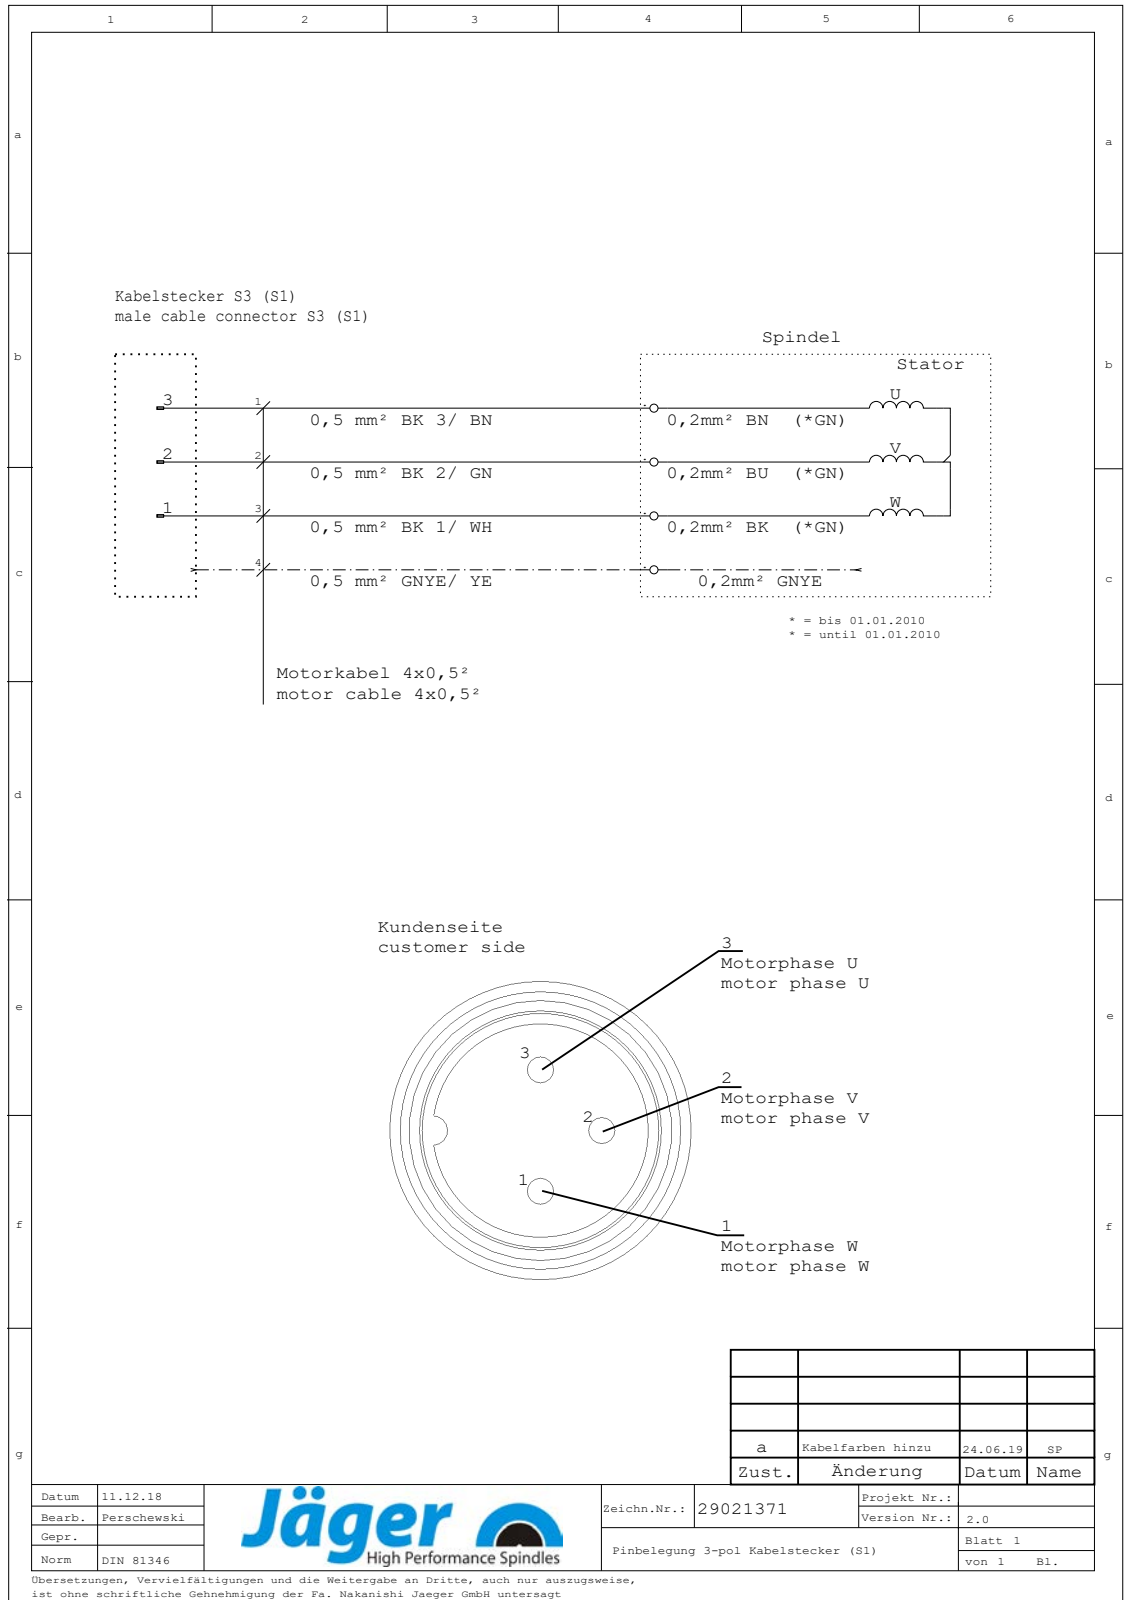 1 2 3 4 5 6
a a
Kabelstecker S3 (S1)
male cable connector S3 (S1)
b b
Spindel
Stator
3 1 U
0,5 mm² BK 3/ BN 0,2mm² BN (*GN)
2 2 V
0,5 mm² BK 2/ GN 0,2mm² BU (*GN)
1 3 W
0,5 mm² BK 1/ WH 0,2mm² BK (*GN)
4
c c
0,5 mm² GNYE/ YE 0,2mm² GNYE
* = bis 01.01.2010
* = until 01.01.2010
Motorkabel 4x0,5²
motor cable 4x0,5²
d d
Kundenseite
customer side
3
Motorphase U
motor phase U
e e
3
2
Motorphase V
motor phase V
2
1
f f
1
Motorphase W
motor phase W
g g
a Kabelfarben hinzu 24.06.19 SP
Zust. Änderung Datum Name
Datum 11.12.18
Bearb. Perschewski
Gepr.
Norm DIN 81346
Jäger
High Performance Spindles
Zeichn.Nr.: 29021371
Projekt Nr.:
Version Nr.: 2.0
Pinbelegung 3-pol Kabelstecker (S1)
Blatt 1
von 1 Bl.
Übersetzungen, Vervielfältigungen und die Weitergabe an Dritte, auch nur auszugsweise,
ist ohne schriftliche Gehnehmigung der Fa. Nakanishi Jaeger GmbH untersagt